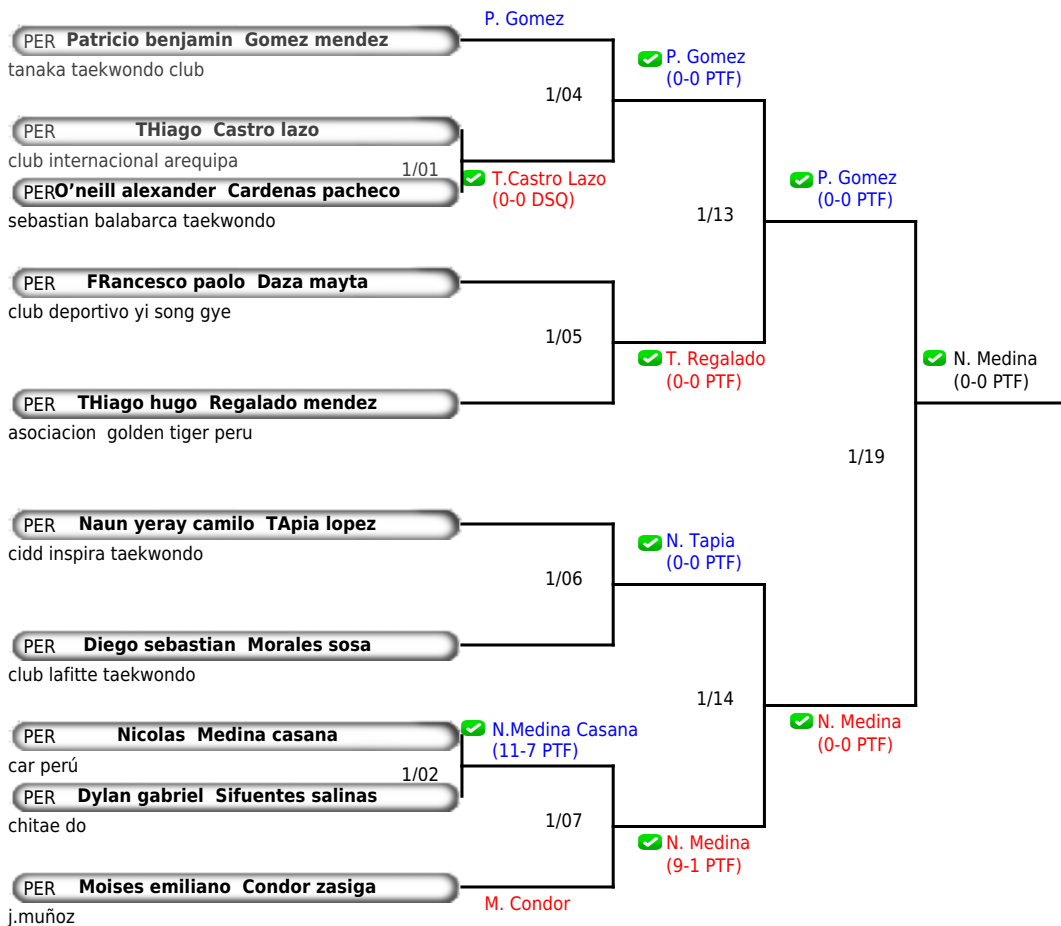 P. Gomez
PER Patricio benjamin Gomez mendez
tanaka taekwondo club
P. Gomez
(0-0 PTF)
1/04
PER THiago Castro lazo
club internacional arequipa
1/01
T.Castro Lazo
(0-0 DSQ)
PER O’neill alexander Cardenas pacheco
sebastian balabarca taekwondo
P. Gomez
(0-0 PTF)
1/13
PER FRancesco paolo Daza mayta
club deportivo yi song gye
1/05
T. Regalado
(0-0 PTF)
N. Medina
(0-0 PTF)
PER THiago hugo Regalado mendez
asociacion golden tiger peru
1/19
PER Naun yeray camilo TApia lopez
cidd inspira taekwondo
N. Tapia
(0-0 PTF)
1/06
PER Diego sebastian Morales sosa
club lafitte taekwondo
1/14
N. Medina
(0-0 PTF)
PER Nicolas Medina casana
car perú
N.Medina Casana
(11-7 PTF)
1/02
PER Dylan gabriel Sifuentes salinas
chitae do
1/07
N. Medina
(9-1 PTF)
PER Moises emiliano Condor zasiga
j.muñoz
M. Condor